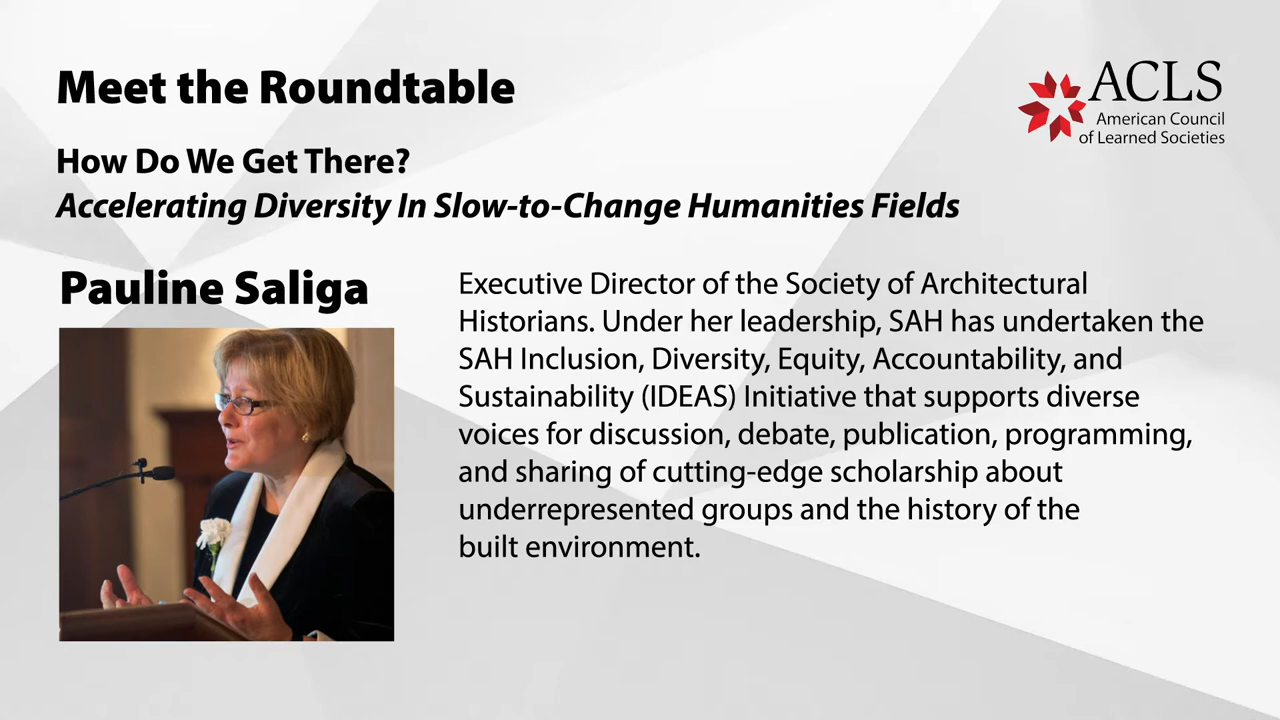 Meet the Roundtable
ACLS
American Council
of Learned Societies
How Do We Get There?
Accelerating Diversity In Slow-to-Change Humanities Fields
Pauline Saliga
Executive Director of the Society of Architectural
Historians. Under her leadership, SAH has undertaken the
SAH Inclusion, Diversity, Equity, Accountability, and
Sustainability (IDEAS) Initiative that supports diverse
voices for discussion, debate, publication, programming,
and sharing of cutting-edge scholarship about
underrepresented groups and the history of the
built environment.